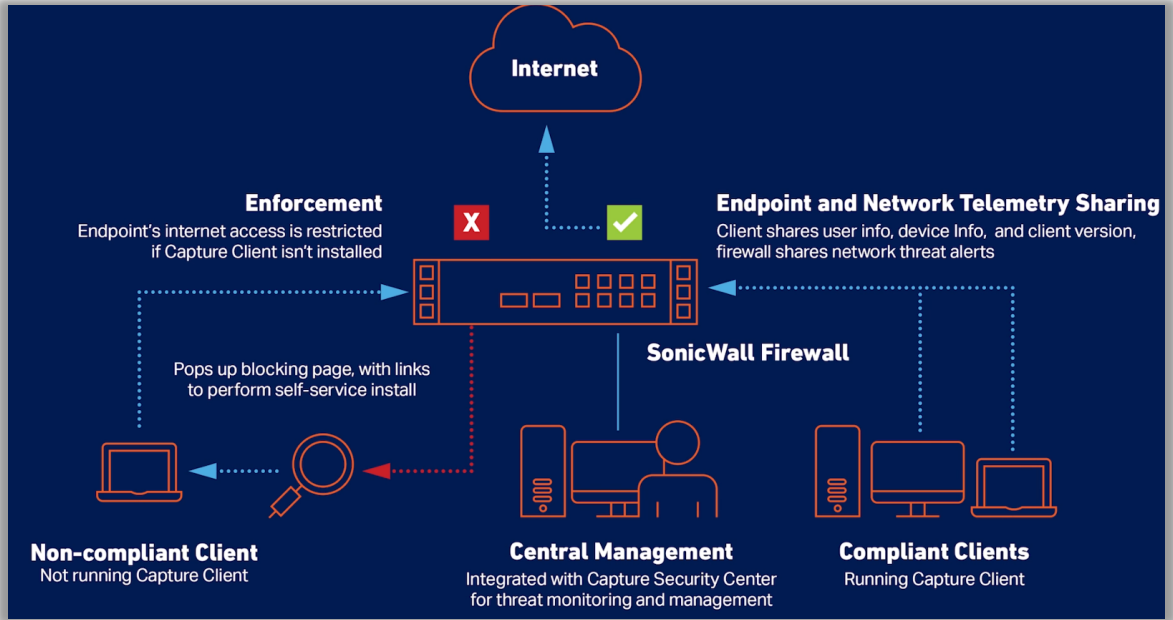 Internet
Enforcement
Endpoint's internet access is restricted
if Capture Client isn't installed
X
Endpoint and Network Telemetry Sharing
Client shares user info, device Info,  and client version,
firewall shares network threat alerts
SonicWall Firewall
Pops up blocking page, with links
to perform self-service install
Non-compliant Client
Not running Capture Client
Central Management
Integrated with Capture Security Center
for threat monitoring and management
Compliant Clients
Running Capture Client